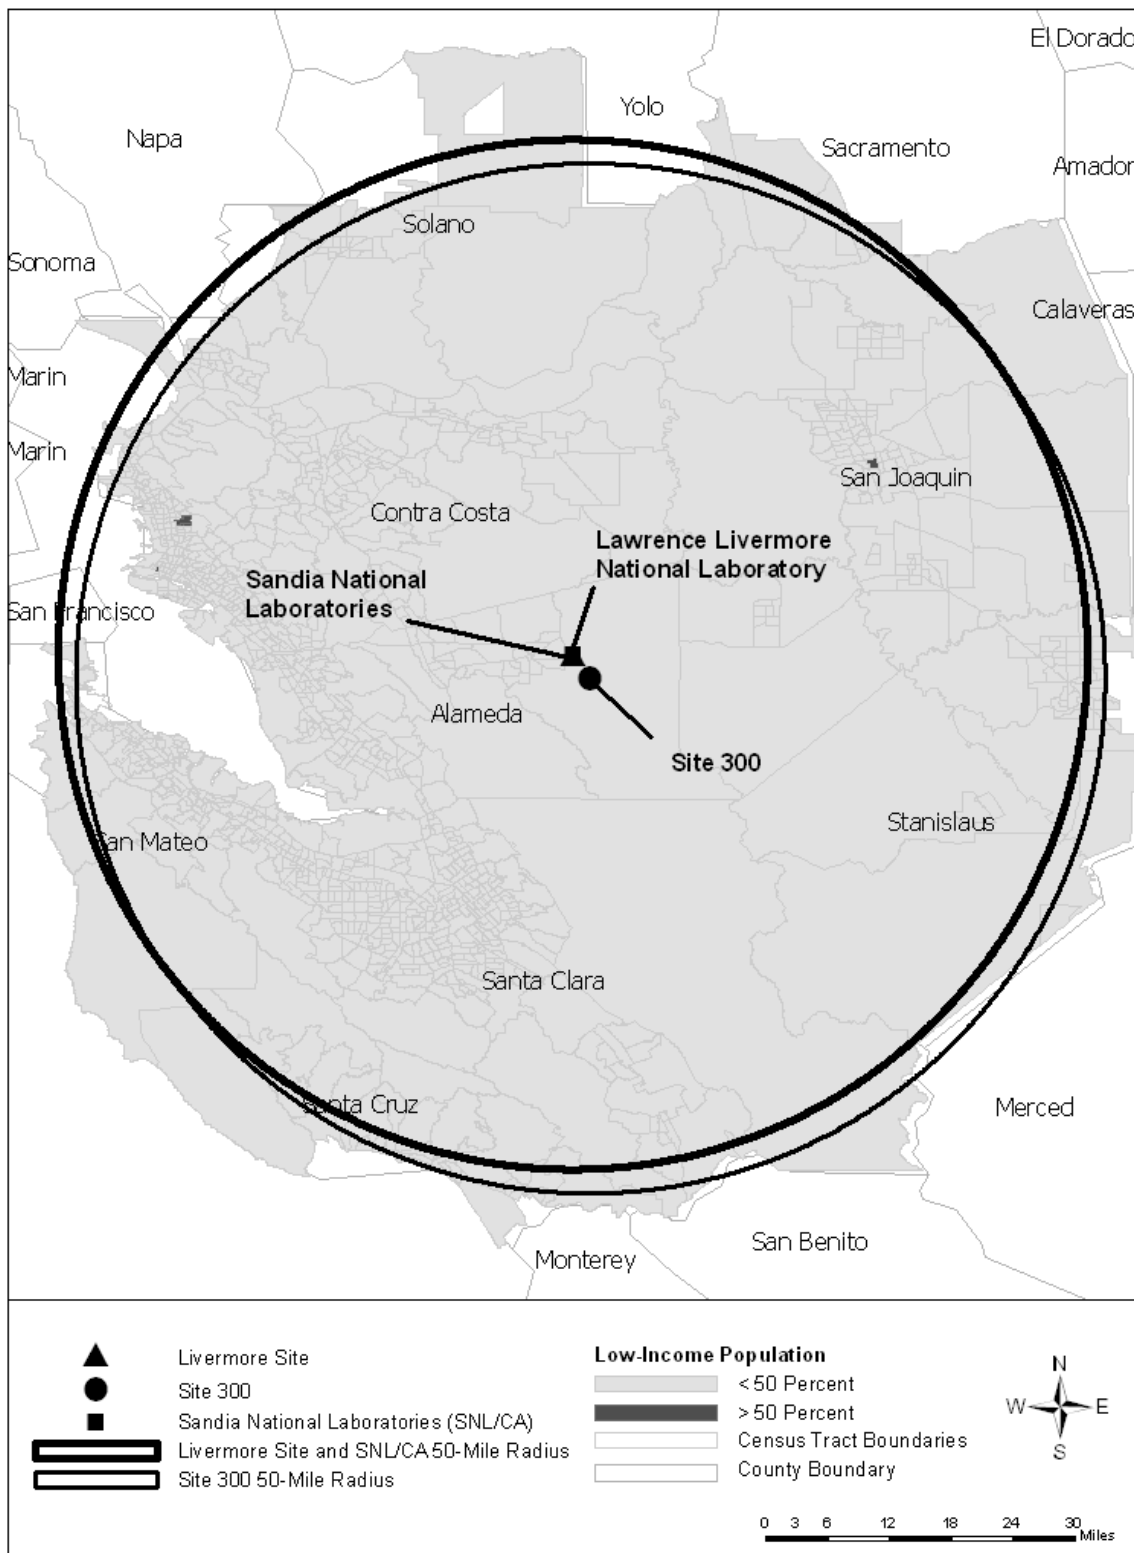 El Dorado
Yolo
Napa
Sacramento
Amador
Solano
Sonoma
Calaveras
Marin
Marin
San Joaquin
Contra Costa
Lawrence Livermore
National Laboratory
Sandia National
Laboratories
San Francisco
Alameda
Site 300
Stanislaus
San Mateo
Santa Clara
Santa Cruz
Merced
San Benito
Monterey
Livermore Site
Site 300
Sandia National Laboratories (SNL/CA)
Livermore Site and SNL/CA 50-Mile Radius
Site 300 50-Mile Radius
Low-Income Population
< 50 Percent
> 50 Percent
Census Tract Boundaries
County Boundary
N
W E
S
0 3 6 12 18 24 30
Miles